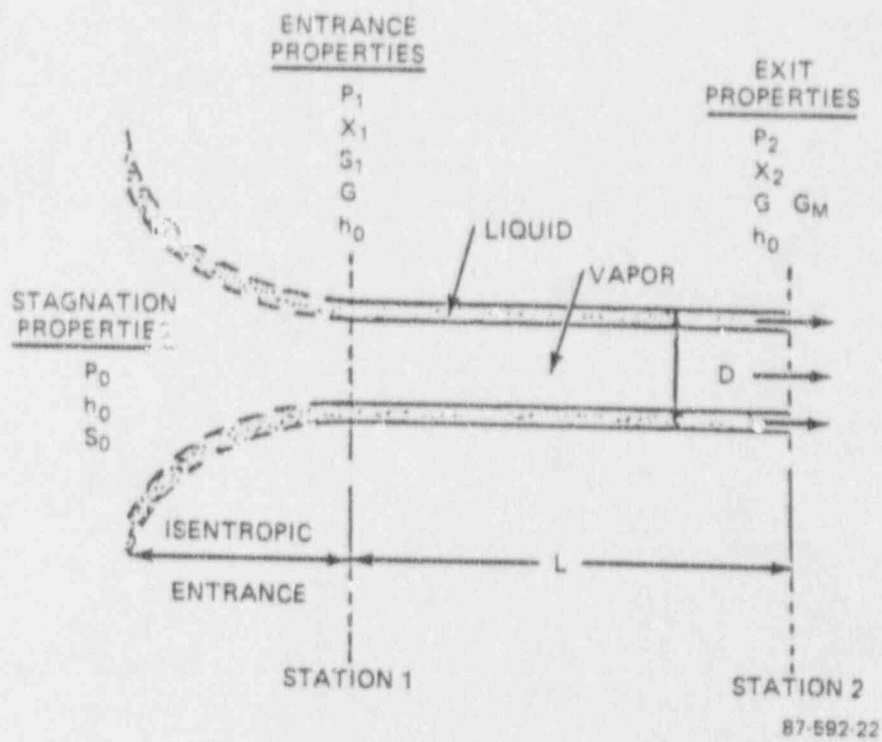 ENTRANCE
PROPERTIES
P₁
X₁
S₁
G
h₀
EXIT
PROPERTIES
P₂
X₂
G Gₘ
h₀
LIQUID
VAPOR
STAGNATION
PROPERTIES
P₀
h₀
S₀
D
ISENTROPIC
ENTRANCE
L
STATION 1
STATION 2
87-592-22